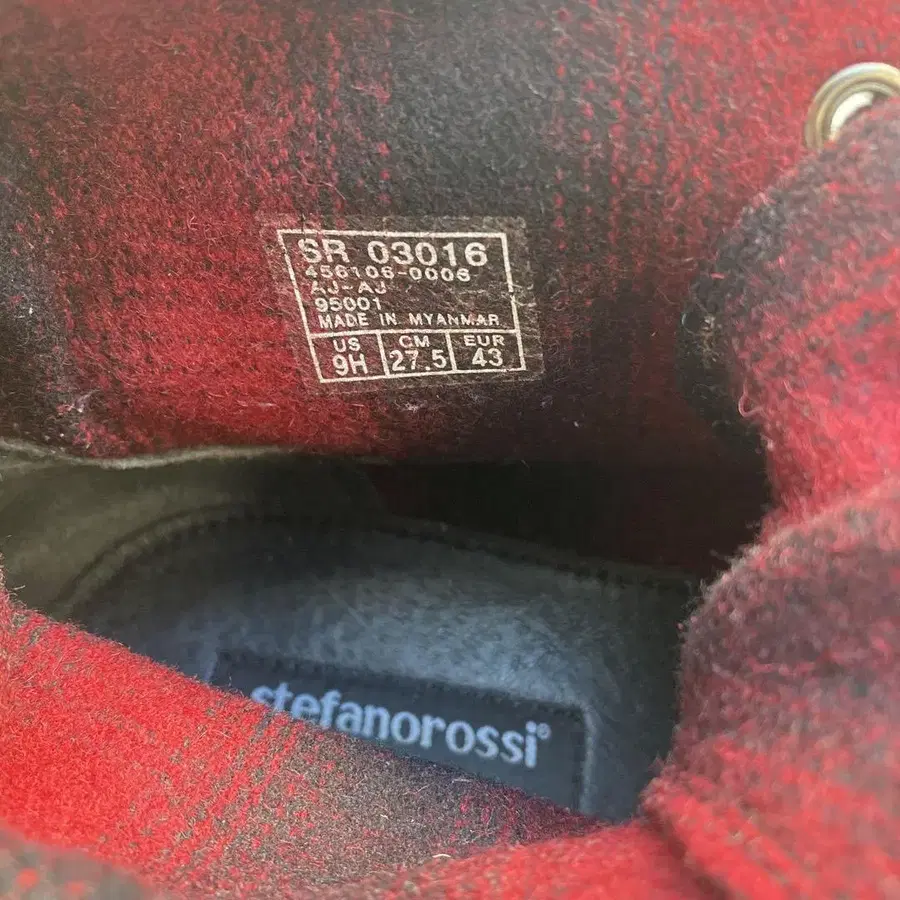 SR 03016
456106-0006
AJ-AJ
95001
MADE IN MYANMAR
US CM EUR
9H 27.5 43
stefanorossi®